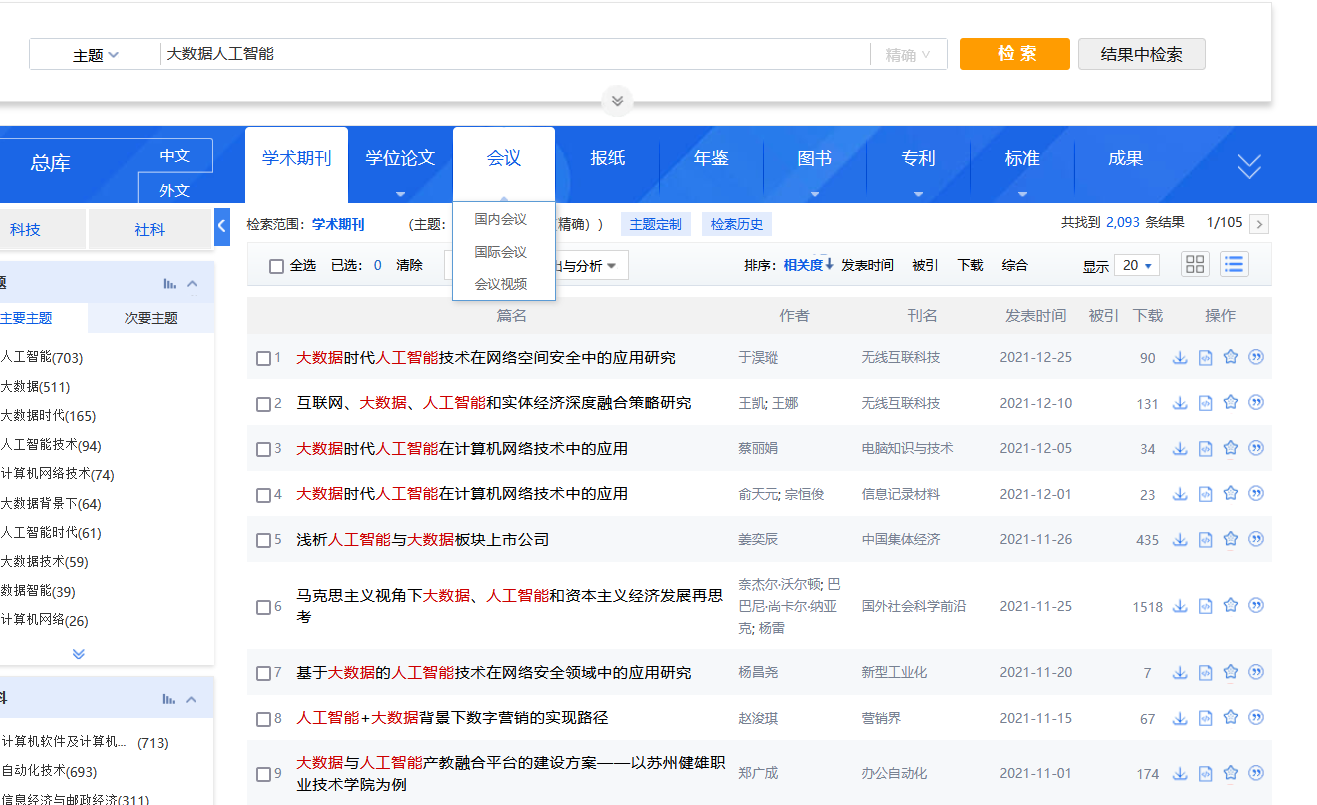 主题
大数据人工智能
精确
检 索
结果中检索
总库
中文
外文
学术期刊
学位论文
会议
报纸
年鉴
图书
专利
标准
成果
国内会议
国际会议
会议视频
科技
社科
检索范围：学术期刊 （主题： 精确））
主题定制
检索历史
共找到 2,093 条结果 1/105
全选 已选：0 清除
出与分析
排序：相关度 发表时间 被引 下载 综合
显示 20
题
主要主题 次要主题
人工智能(703)
大数据(511)
大数据时代(165)
人工智能技术(94)
计算机网络技术(74)
大数据背景下(64)
人工智能时代(61)
大数据技术(59)
数据智能(39)
计算机网络(26)
科
计算机软件及计算机... (713)
自动化技术(693)
信息经济与邮政经济(311)
篇名 作者 刊名 发表时间 被引 下载 操作
1 大数据时代人工智能技术在网络空间安全中的应用研究 于淏瑽 无线互联科技 2021-12-25 90
2 互联网、大数据、人工智能和实体经济深度融合策略研究 王凯; 王娜 无线互联科技 2021-12-10 131
3 大数据时代人工智能在计算机网络技术中的应用 蔡丽娟 电脑知识与技术 2021-12-05 34
4 大数据时代人工智能在计算机网络技术中的应用 俞天元; 宗恒俊 信息记录材料 2021-12-01 23
5 浅析人工智能与大数据板块上市公司 姜奕辰 中国集体经济 2021-11-26 435
6 马克思主义视角下大数据、人工智能和资本主义经济发展再思
考
奈杰尔·沃尔顿; 巴
巴尼·尚卡尔·纳亚
克; 杨雷
国外社会科学前沿 2021-11-25 1518
7 基于大数据的人工智能技术在网络安全领域中的应用研究 杨昌尧 新型工业化 2021-11-20 7
8 人工智能+大数据背景下数字营销的实现路径 赵浚琪 营销界 2021-11-15 67
9 大数据与人工智能产教融合平台的建设方案——以苏州健雄职
业技术学院为例
郑广成 办公自动化 2021-11-01 174